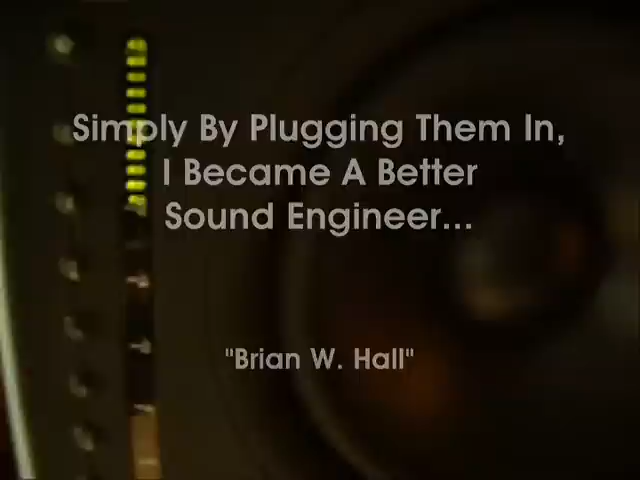 Simply By Plugging Them In,
I Became A Better
Sound Engineer...
"Brian W. Hall"